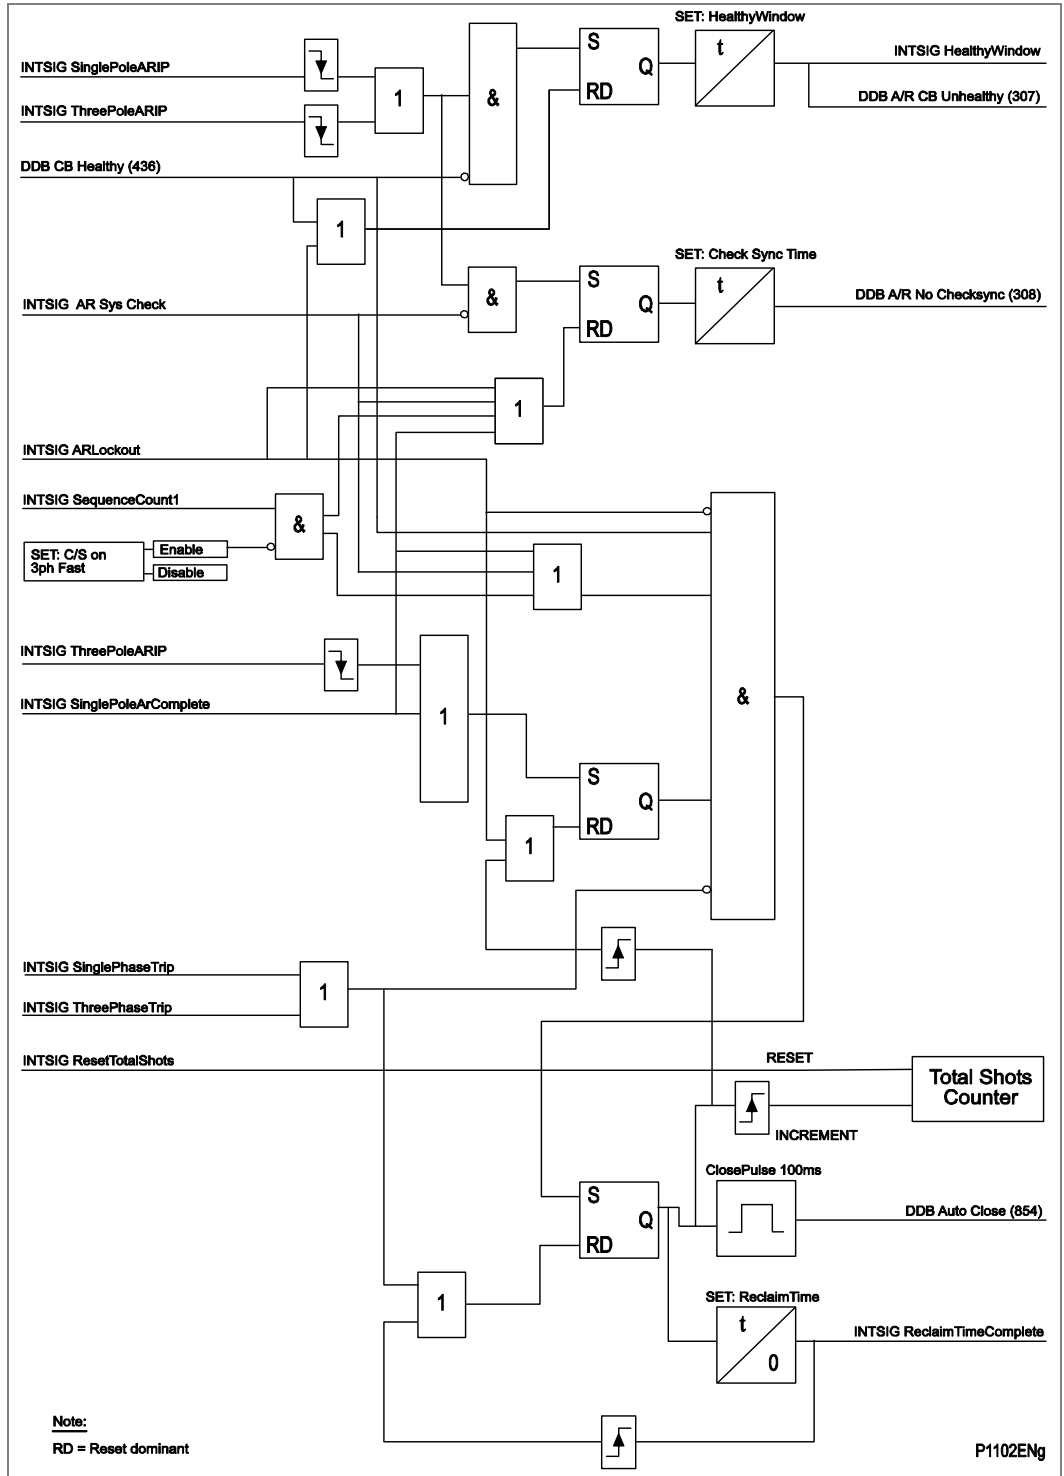 SET: HealthyWindow
INTSIG SinglePoleARIP
S
t
INTSIG HealthyWindow
1
&
Q
RD
DDB A/R CB Unhealthy (307)
INTSIG ThreePoleARIP
DDB CB Healthy (436)
1
SET: Check Sync Time
INTSIG AR Sys Check
&
S
Q
RD
t
DDB A/R No Checksync (308)
1
INTSIG ARLockout
INTSIG SequenceCount1
&
SET: C/S on
3ph Fast
Enable
Disable
1
INTSIG ThreePoleARIP
INTSIG SinglePoleArComplete
1
&
S
Q
RD
1
INTSIG SinglePhaseTrip
1
INTSIG ThreePhaseTrip
INTSIG ResetTotalShots
RESET
Total Shots
Counter
INCREMENT
ClosePulse 100ms
S
Q
RD
DDB Auto Close (854)
1
SET: ReclaimTime
t
0
INTSIG ReclaimTimeComplete
Note:
RD = Reset dominant
P1102ENg